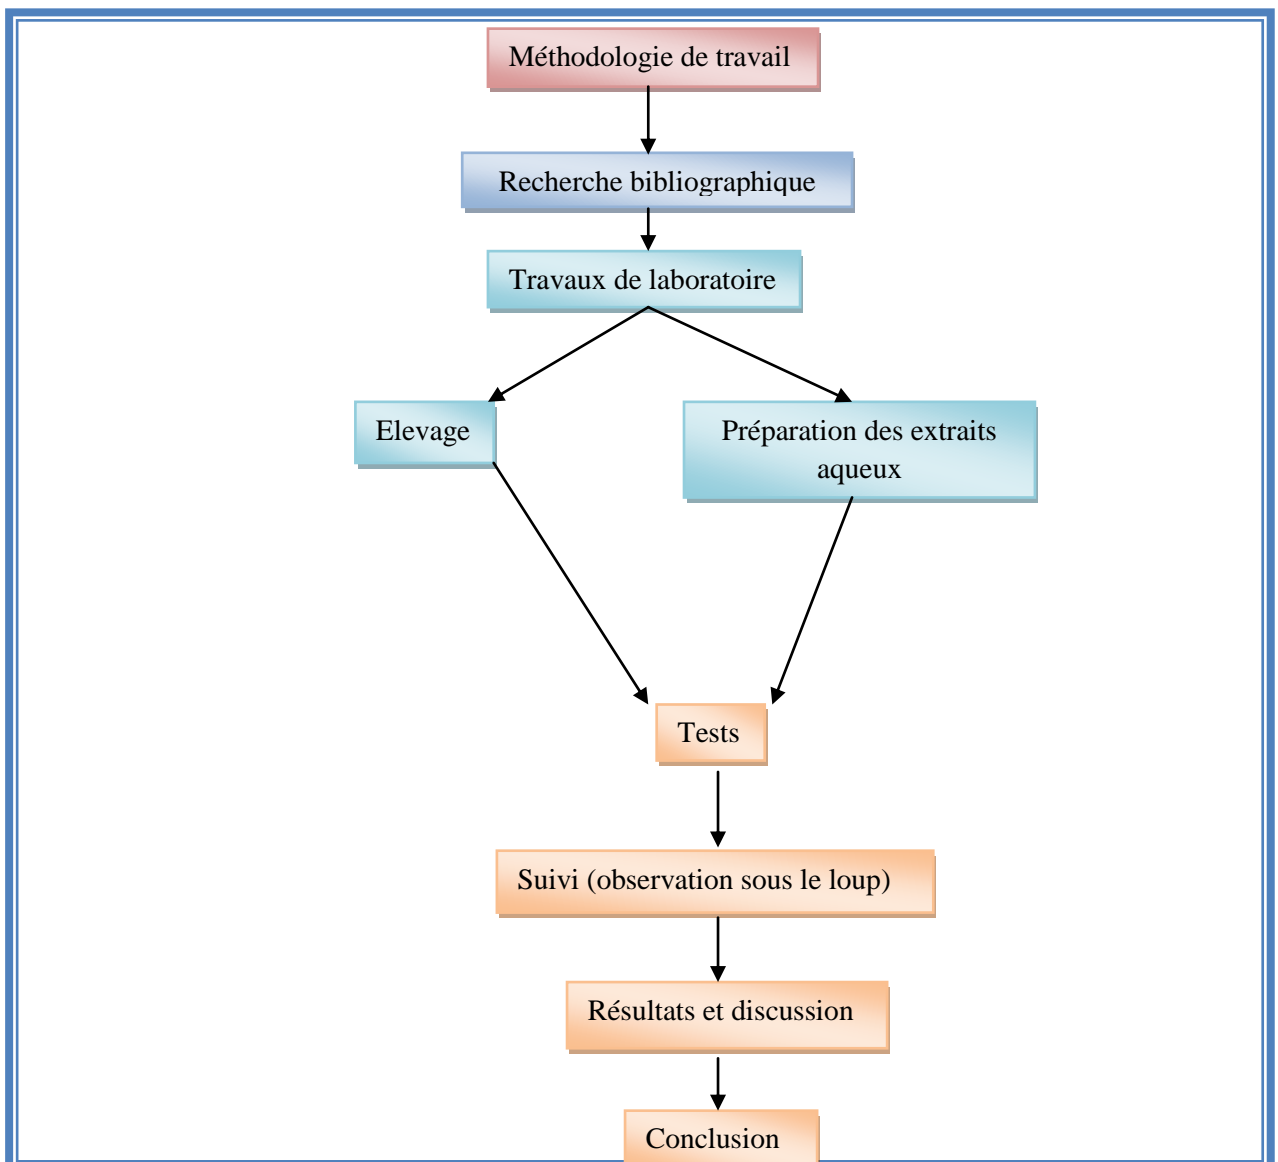 Méthodologie de travail
Recherche bibliographique
Travaux de laboratoire
Elevage
Préparation des extraits
aqueux
Tests
Suivi (observation sous le loup)
Résultats et discussion
Conclusion